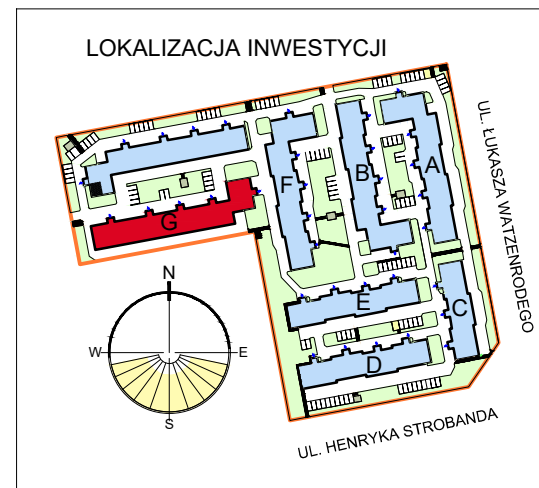 LOKALIZACJA INWESTYCJI
UL. ŁUKASZA WATZENRODEGO
A
B
F
G
C
E
D
N
W
E
S
UL. HENRYKA STROBANDA